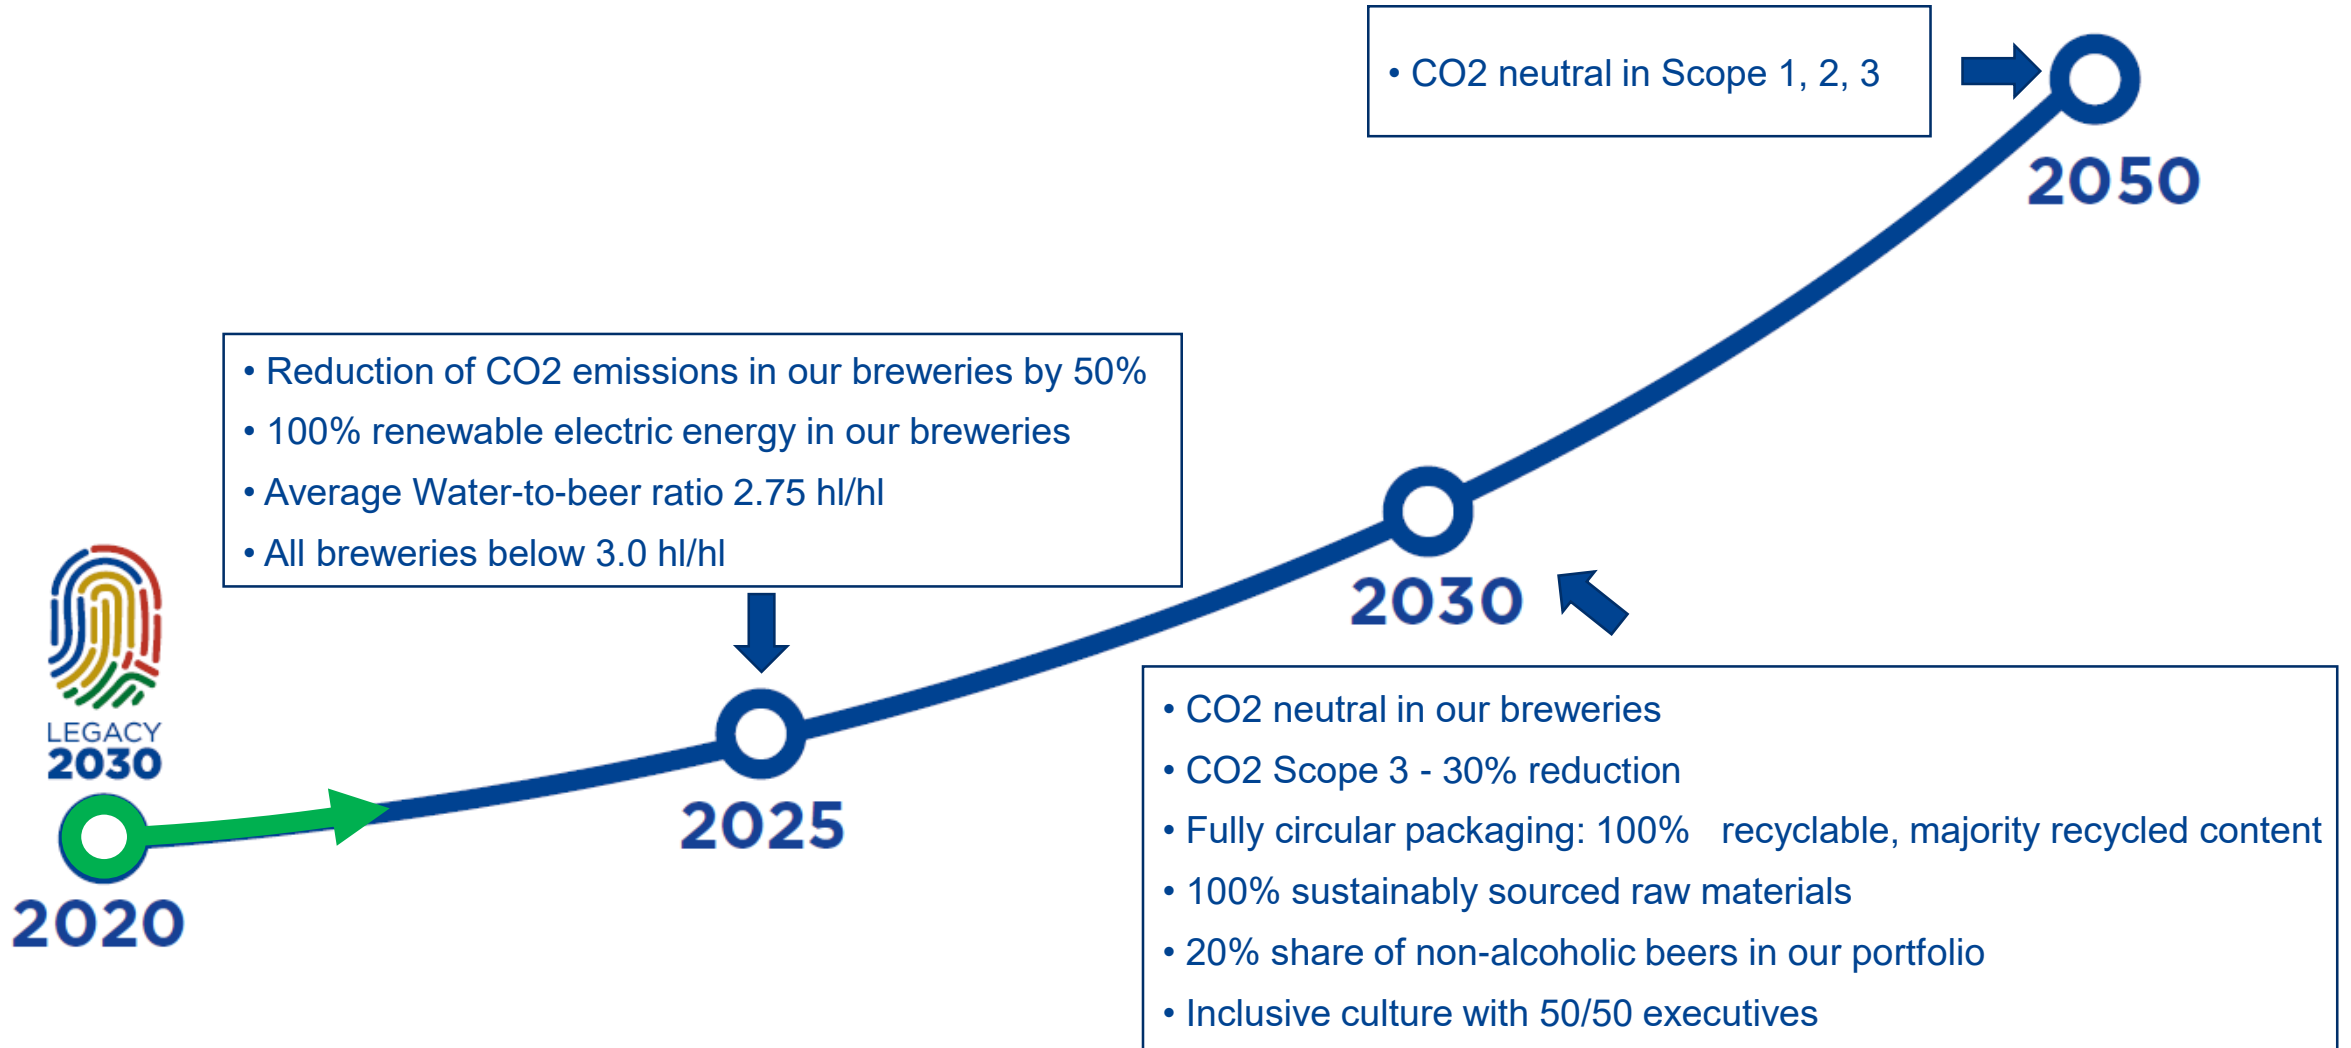 • CO2 neutral in Scope 1, 2, 3
2050
• Reduction of CO2 emissions in our breweries by 50%
• 100% renewable electric energy in our breweries
• Average Water-to-beer ratio 2.75 hl/hl
• All breweries below 3.0 hl/hl
2030
LEGACY
2030
2025
2020
• CO2 neutral in our breweries
• CO2 Scope 3 - 30% reduction
• Fully circular packaging: 100% recyclable, majority recycled content
• 100% sustainably sourced raw materials
• 20% share of non-alcoholic beers in our portfolio
• Inclusive culture with 50/50 executives